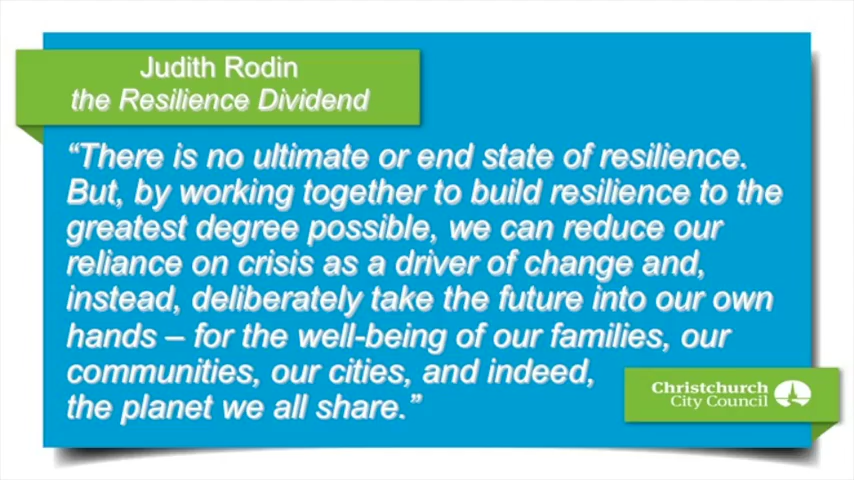 Judith Rodin
the Resilience Dividend
“There is no ultimate or end state of resilience.
But, by working together to build resilience to the
greatest degree possible, we can reduce our
reliance on crisis as a driver of change and,
instead, deliberately take the future into our own
hands – for the well-being of our families, our
communities, our cities, and indeed,
the planet we all share.”
Christchurch
City Council